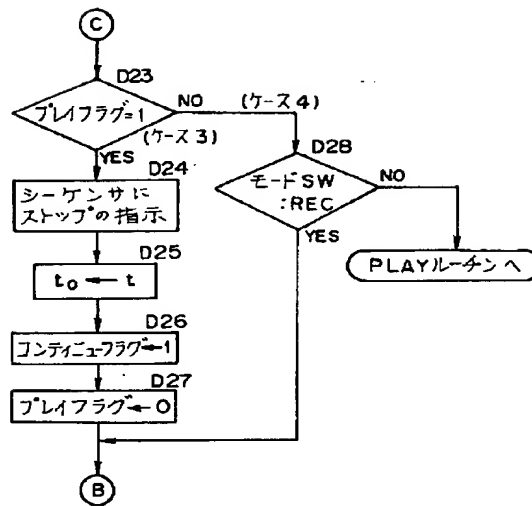 C
D23
プレイフラグ=1
NO
(ケース4)
(ケース3)
YES
D24
シーケンサに
ストップの指示
D25
to ← t
D26
コンティニューフラグ←1
D27
プレイフラグ←0
B
D28
モードSW
:REC
NO
YES
PLAYルーチンへ